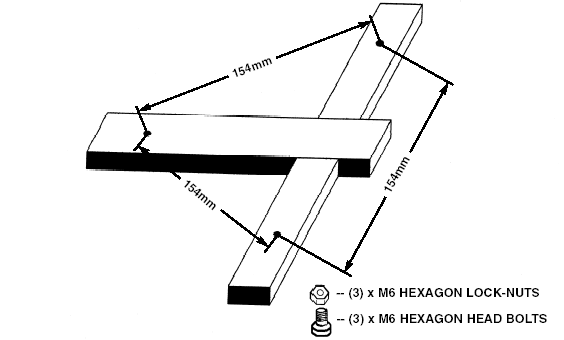 154mm
154mm
154mm
-- (3) x M6 HEXAGON LOCK-NUTS
-- (3) x M6 HEXAGON HEAD BOLTS